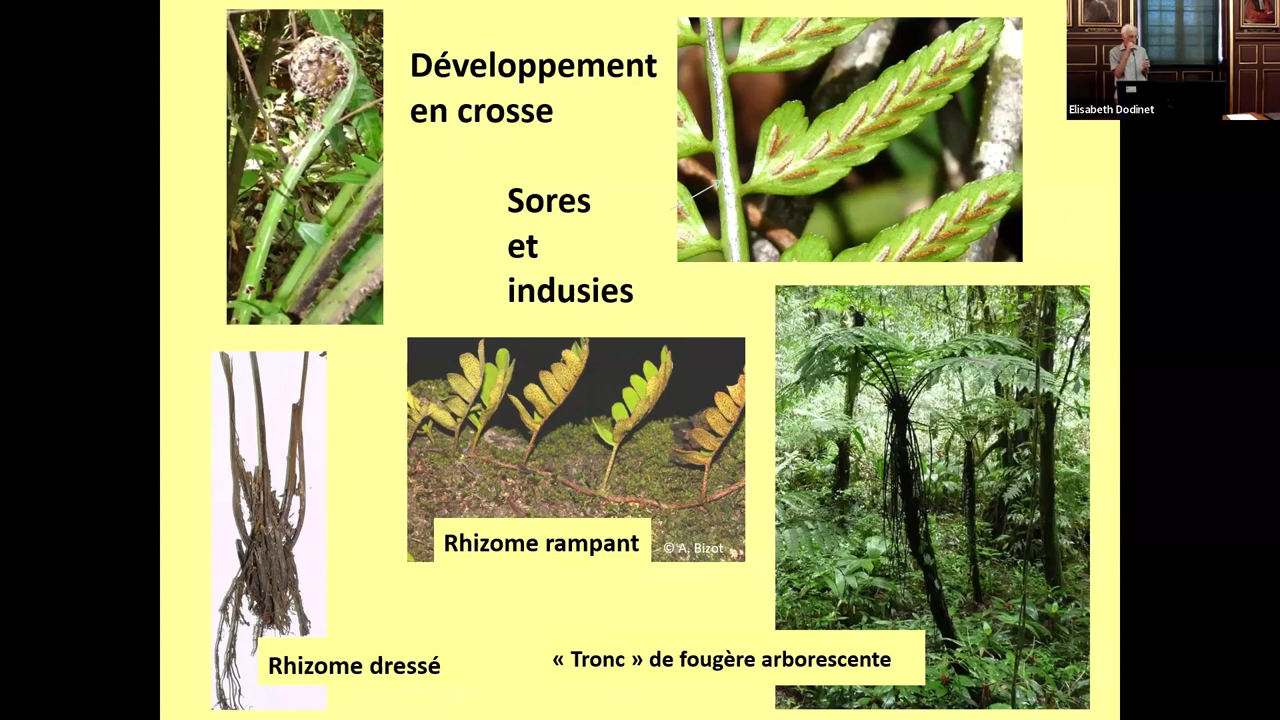 Développement
en crosse
Elisabeth Dodinet
Sores
et
indusies
Rhizome rampant
© A. Bizot
Rhizome dressé
« Tronc » de fougère arborescente